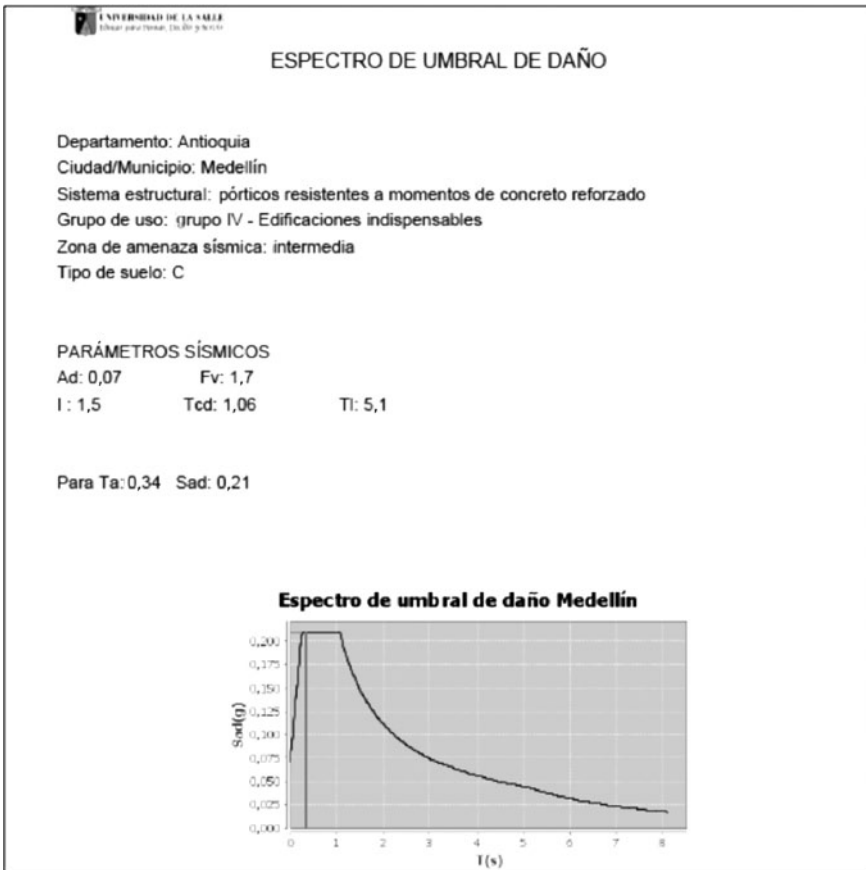 UNIVERSIDAD DE LA SALLE
ESPECTRO DE UMBRAL DE DAÑO
Departamento: Antioquia
Ciudad/Municipio: Medellín
Sistema estructural: pórticos resistentes a momentos de concreto reforzado
Grupo de uso: grupo IV - Edificaciones indispensables
Zona de amenaza sísmica: intermedia
Tipo de suelo: C
PARÁMETROS SÍSMICOS
Ad: 0,07 Fv: 1,7
I : 1,5 Tcd: 1,06 Tl: 5,1
Para Ta: 0,34 Sad: 0,21
Espectro de umbral de daño Medellín
Sad(g)
0,200
0,175
0,150
0,125
0,100
0,075
0,050
0,025
0,000
0 1 2 3 4 5 6 7 8
T(s)